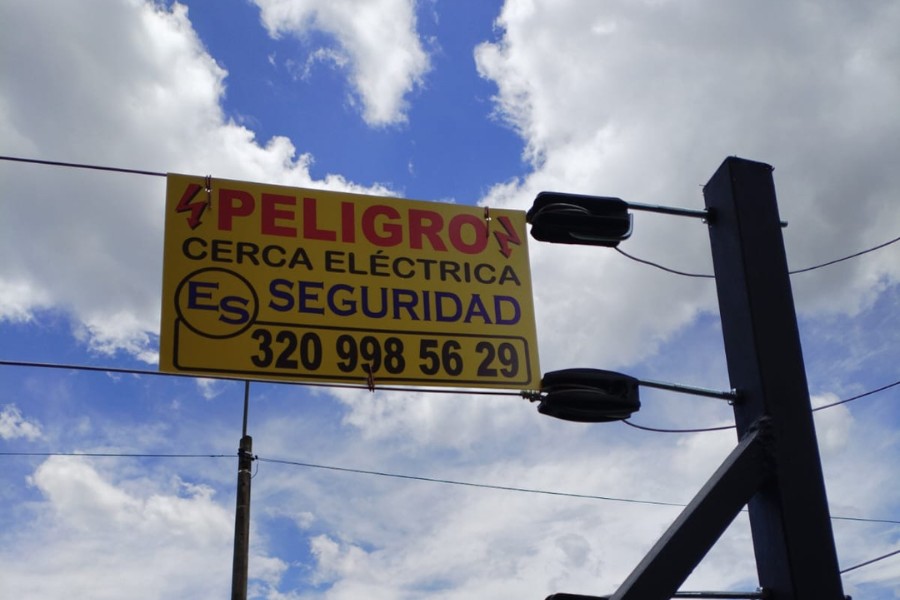 PELIGRO
CERCA ELÉCTRICA
ES SEGURIDAD
320 998 56 29